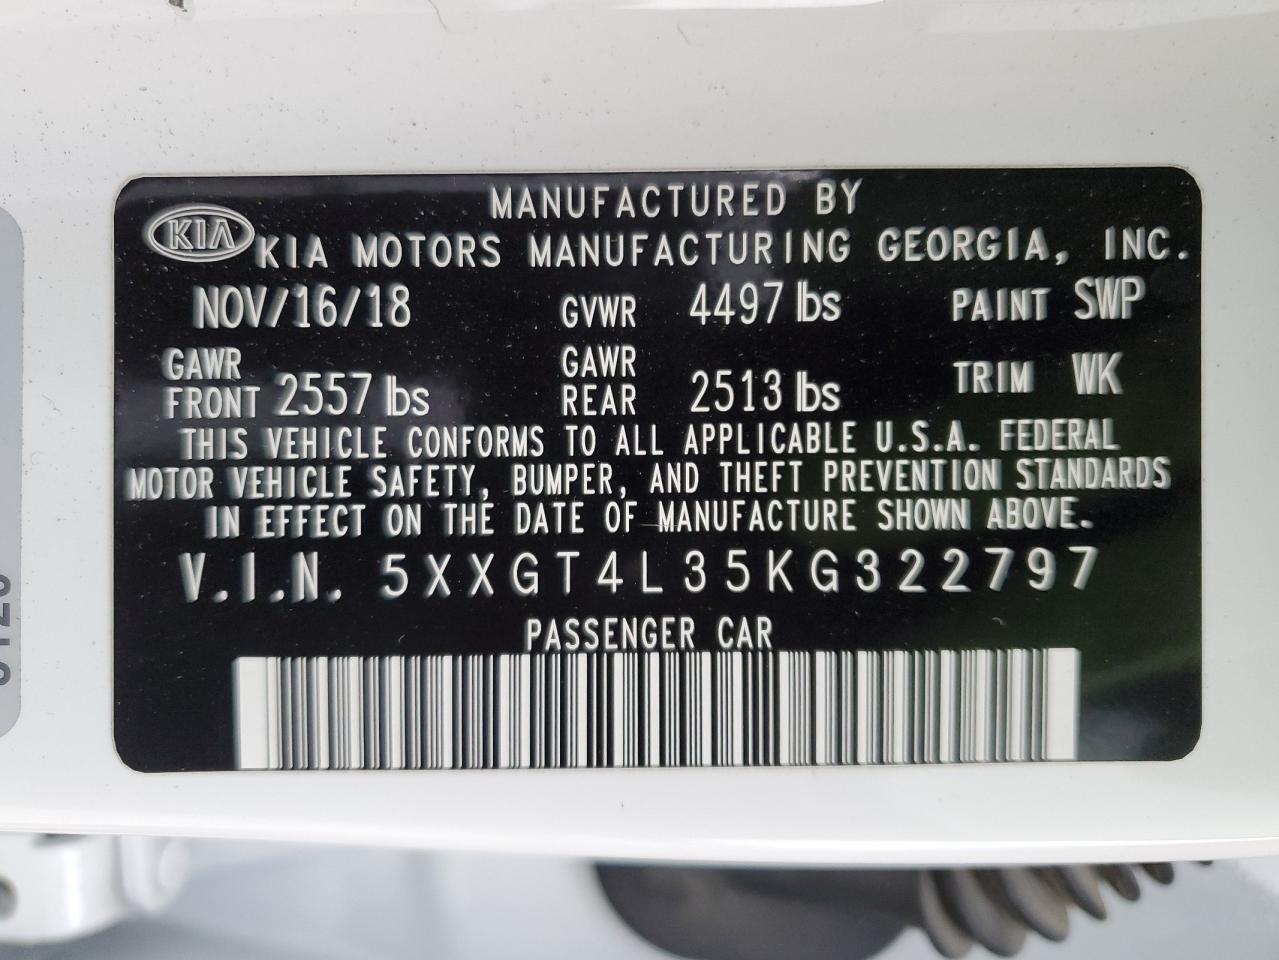 MANUFACTURED BY
KIA
KIA MOTORS MANUFACTURING GEORGIA, INC.
NOV/16/18 GVWR 4497 lbs PAINT SWP
GAWR FRONT 2557 lbs GAWR REAR 2513 lbs TRIM WK
THIS VEHICLE CONFORMS TO ALL APPLICABLE U.S.A. FEDERAL
MOTOR VEHICLE SAFETY, BUMPER, AND THEFT PREVENTION STANDARDS
IN EFFECT ON THE DATE OF MANUFACTURE SHOWN ABOVE.
V.I.N. 5XXGT4L35KG322797
PASSENGER CAR